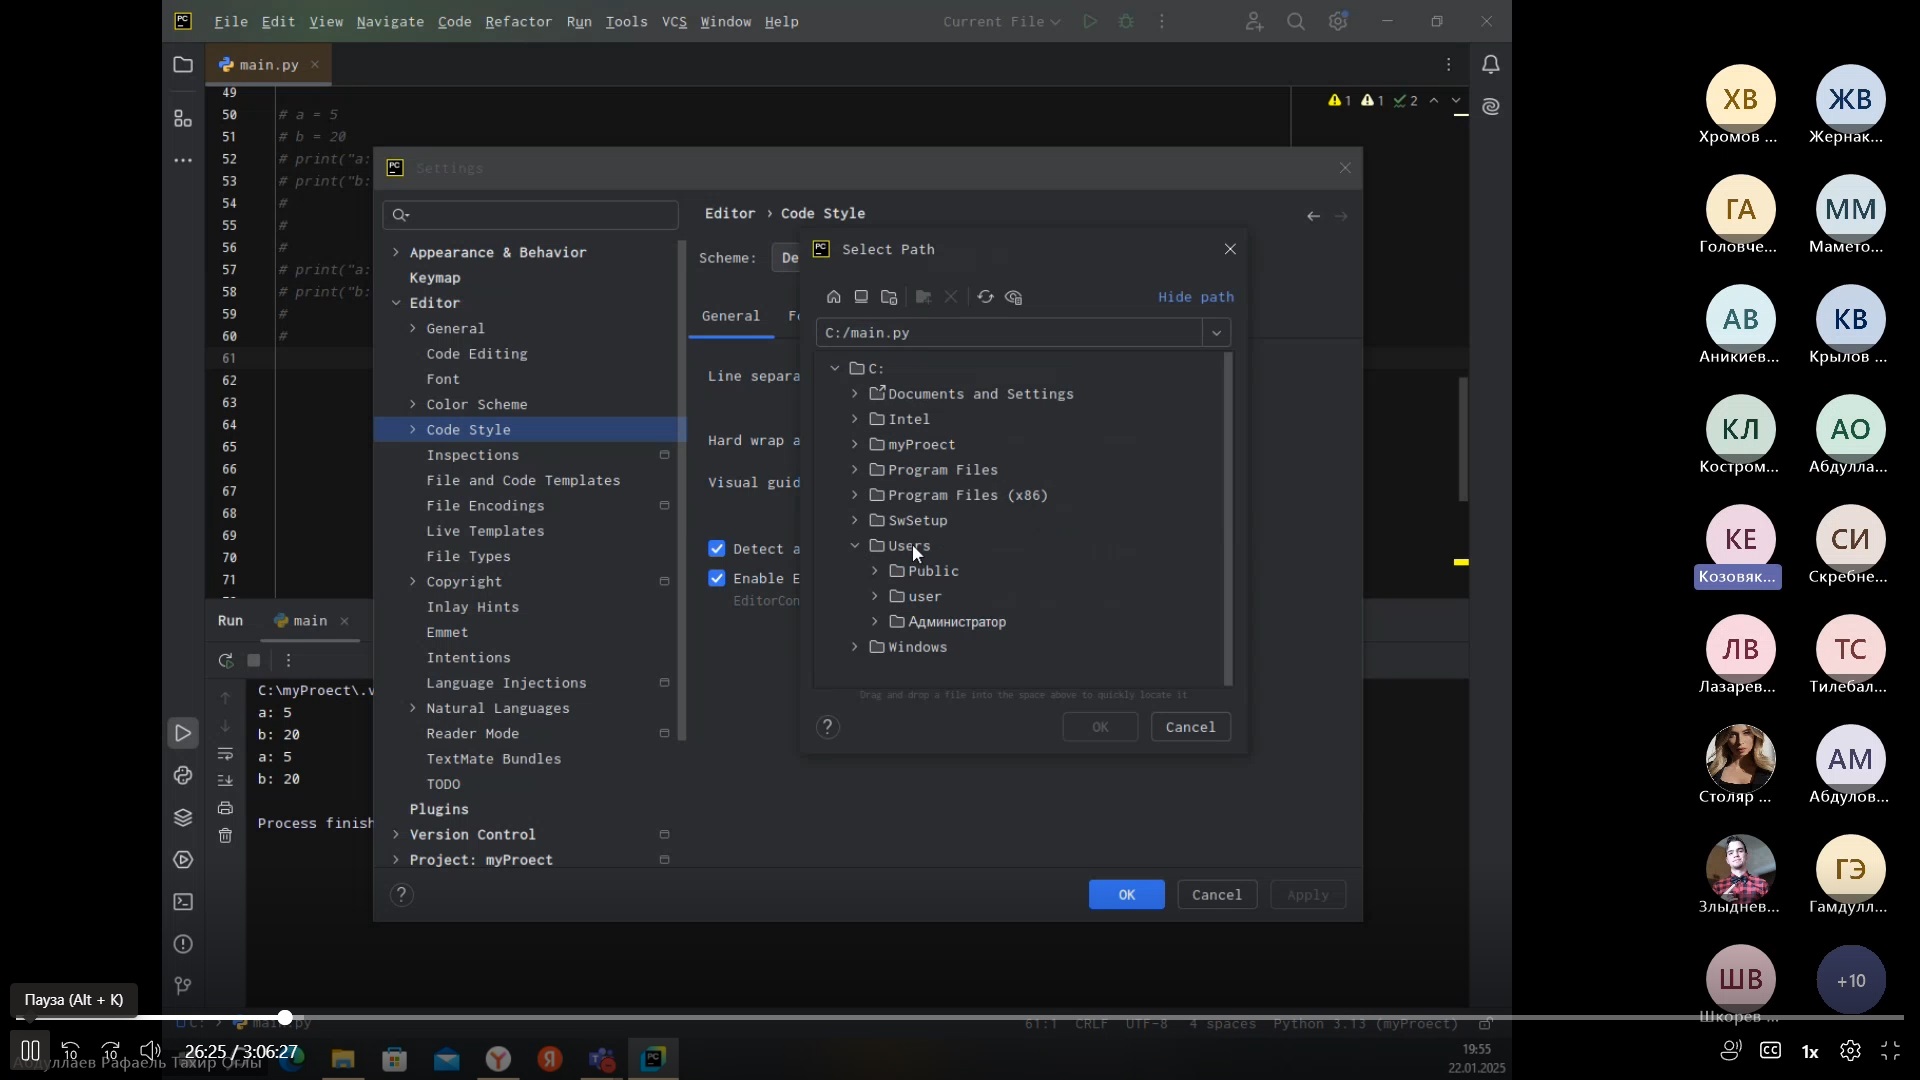 File Edit View Navigate Code Refactor Run Tools VCS Window Help
Current File
main.py
49
50 # a = 5
51 # b = 20
52 # print("a:
53 # print("b:
54 #
55 #
56 #
57 # print("a:
58 # print("b:
59 #
60 #
61
62
63
64
65
66
67
68
69
70
71
1 1 2
Settings
Appearance & Behavior
Keymap
Editor
General
Code Editing
Font
Color Scheme
Code Style
Inspections
File and Code Templates
File Encodings
Live Templates
File Types
Copyright
Inlay Hints
Emmet
Intentions
Language Injections
Natural Languages
Reader Mode
TextMate Bundles
TODO
Plugins
Version Control
Project: myProect
Editor › Code Style
Scheme: De
General Fo
Line separa
Hard wrap a
Visual guid
Detect a
Enable E
EditorCon
Select Path
Hide path
C:/main.py
C:
Documents and Settings
Intel
myProect
Program Files
Program Files (x86)
SwSetup
Users
Public
user
Администратор
Windows
Drag and drop a file into the space above to quickly locate it
? OK Cancel
? OK Cancel Apply
Run main
C:\myProect\.v
a: 5
b: 20
a: 5
b: 20
Process finish
C: › main.py
61:1 CRLF UTF-8 4 spaces Python 3.13 (myProect)
19:55
22.01.2025
ХВ ЖВ
Хромов ... Жернак...
ГА ММ
Головче... Мамето...
АВ КВ
Аникиев... Крылов ...
КЛ АО
Костром... Абдулла...
КЕ СИ
Козовяк... Скребне...
ЛВ ТС
Лазарев... Тилебал...
АМ
Столяр ... Абдулов...
ГЭ
Злыднев... Гамдулл...
ШВ +10
Шкорев ...
Пауза (Alt + K)
10 10 26:25 / 3:06:27
CC 1x
Абдуллаев Рафаель Тахир Оглы